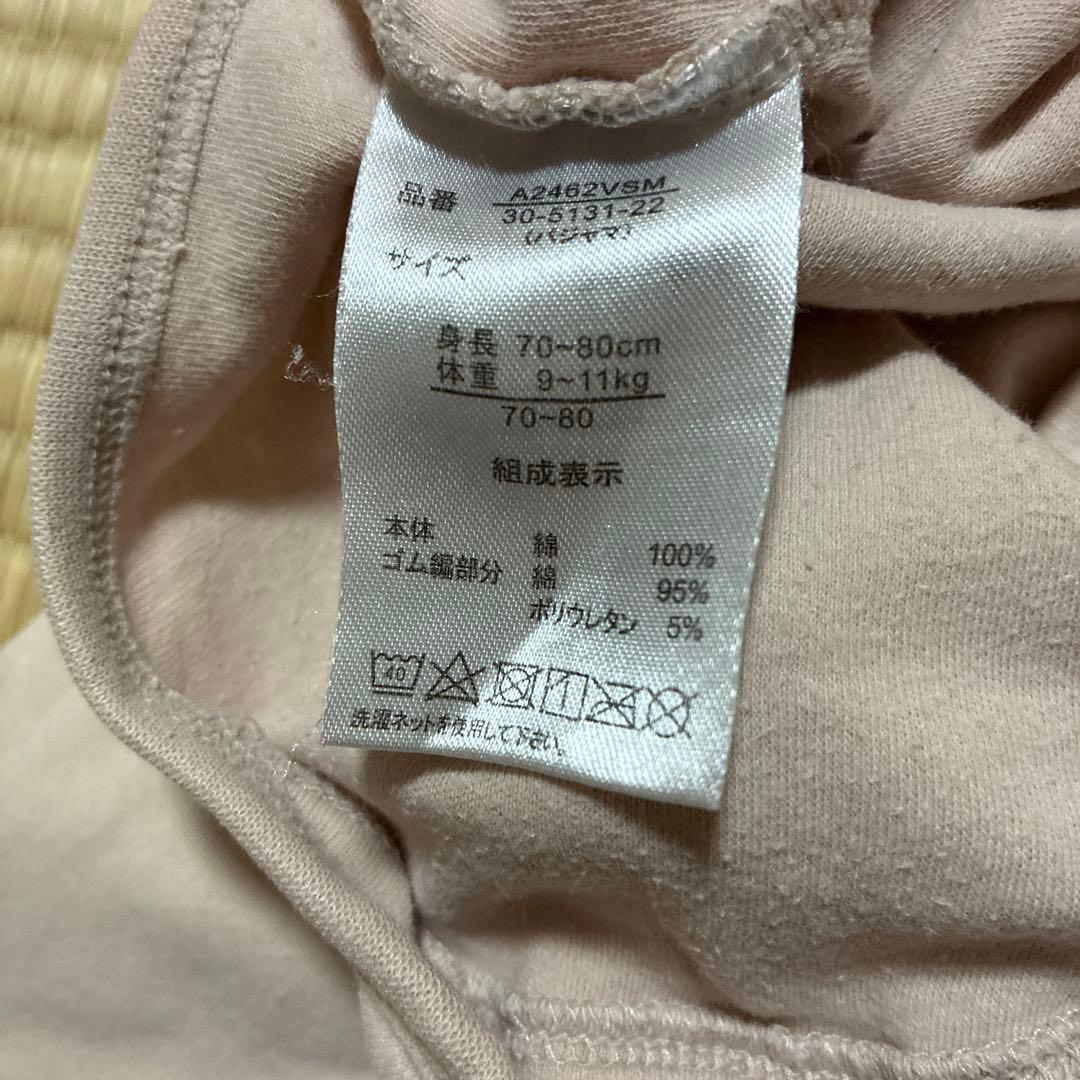 品番 A2462VSM
30-5131-22
(パジャマ)
サイズ
身長 70~80cm
体重 9~11kg
70~80
組成表示
本体 綿 100%
ゴム編部分 綿 95%
ポリウレタン 5%
40
洗濯ネットを使用して下さい。